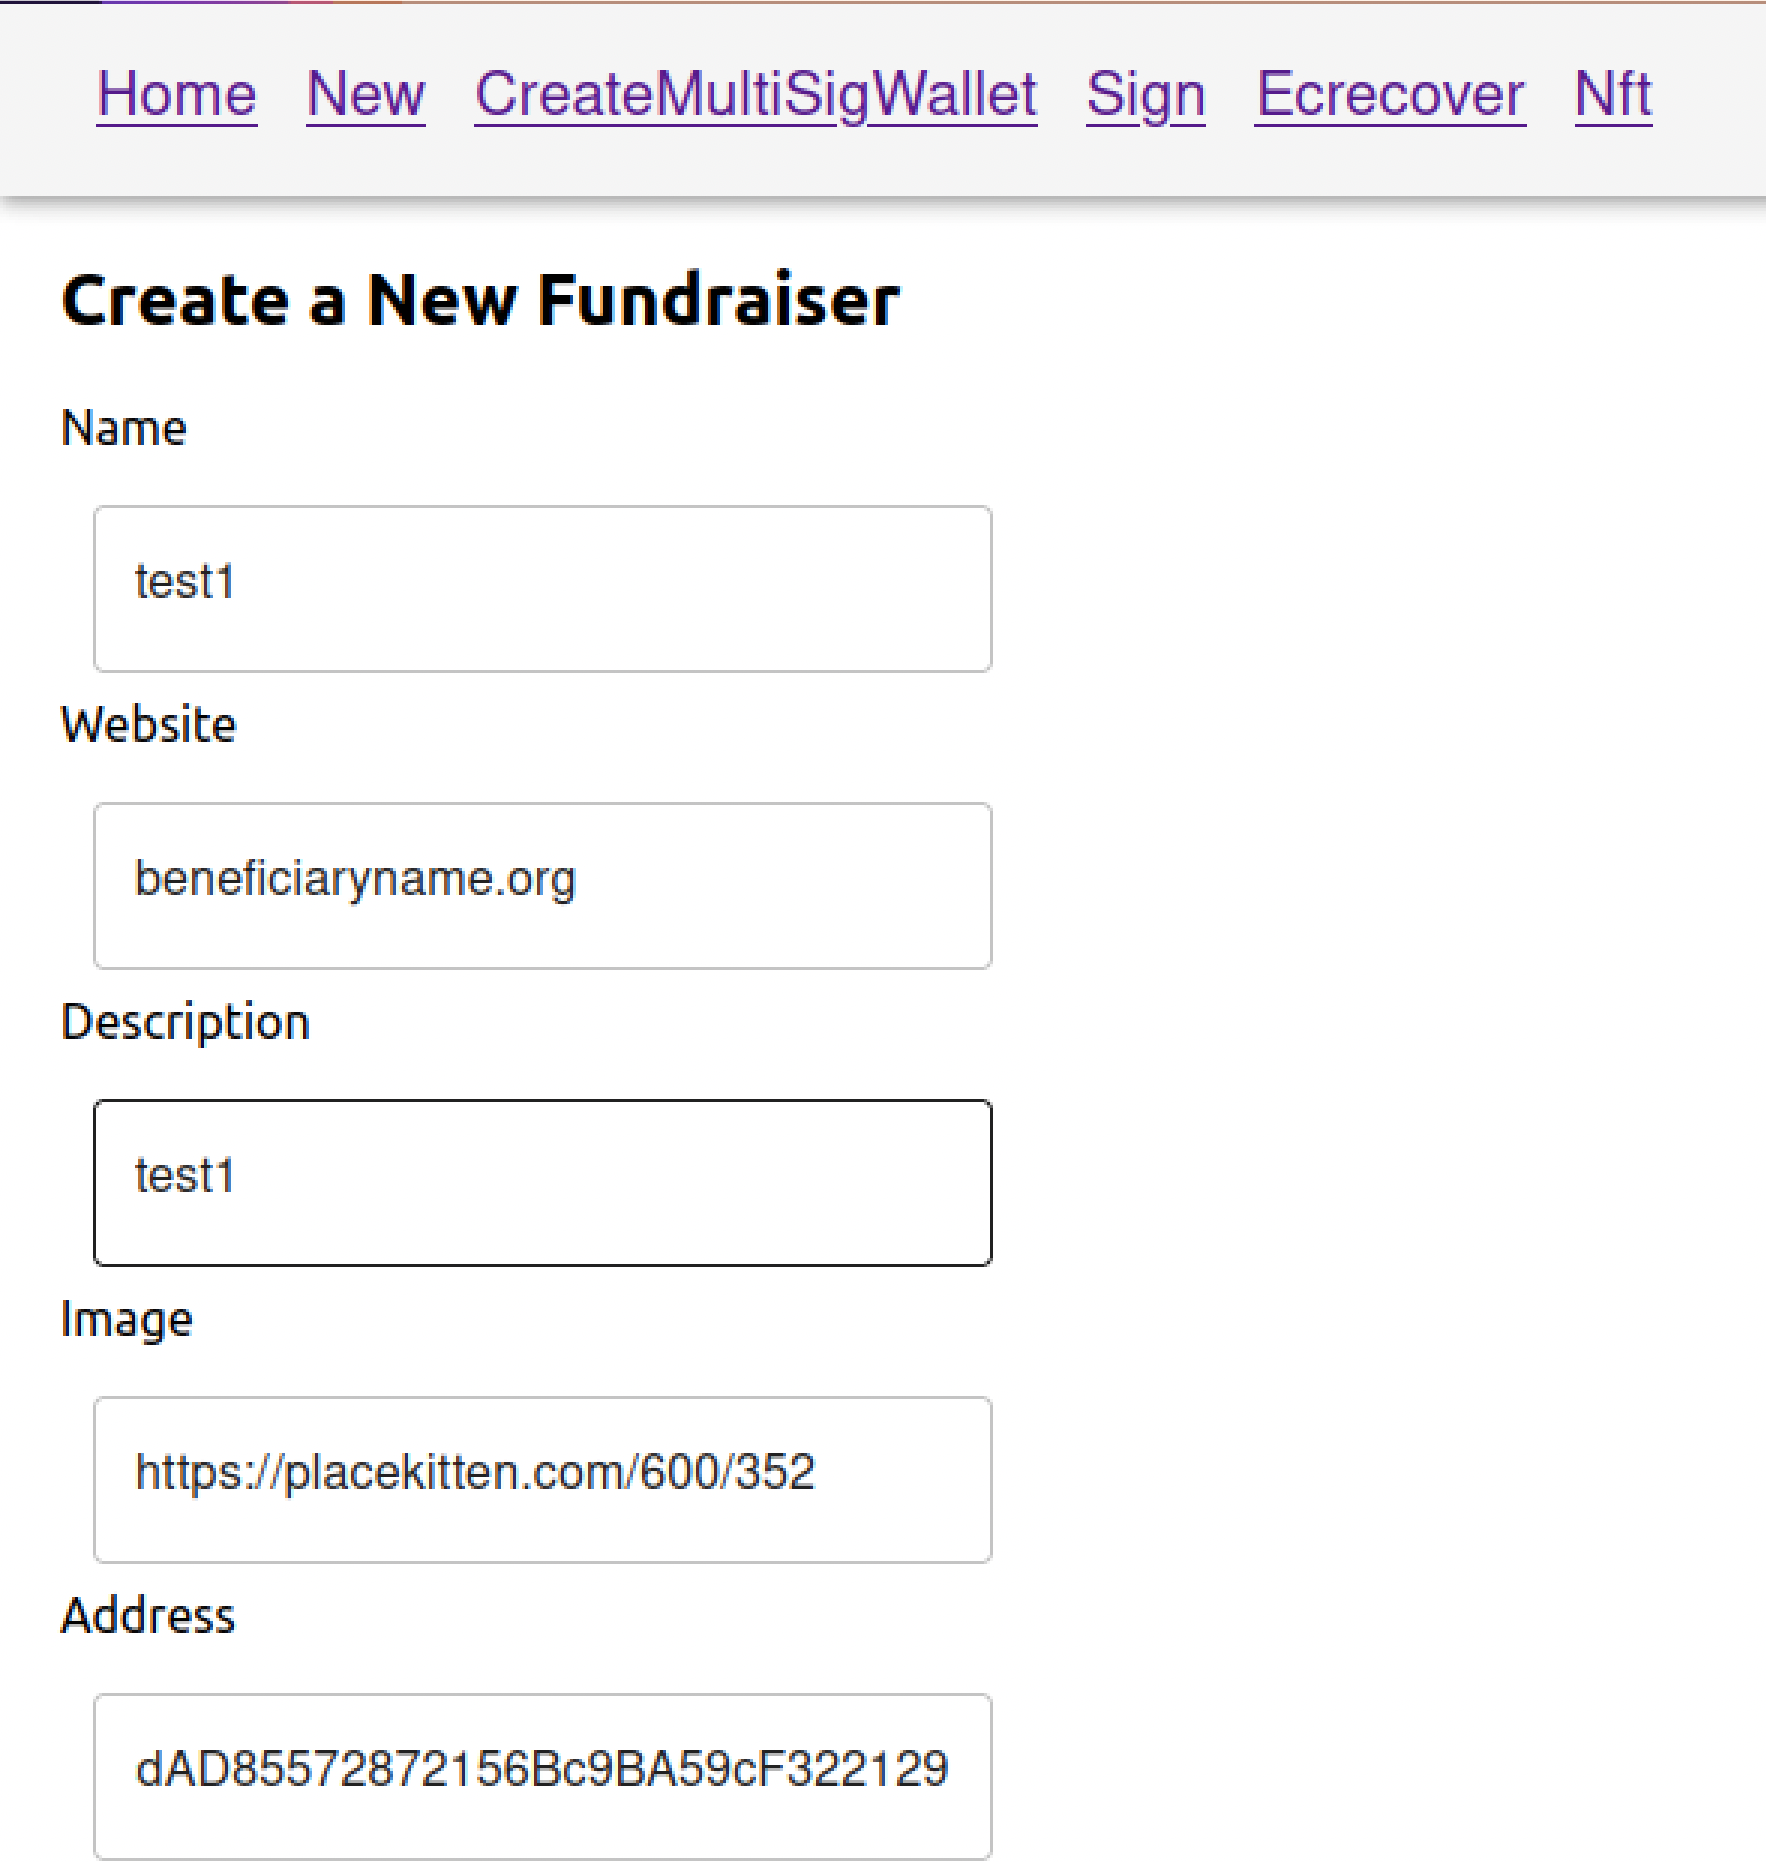 Home New CreateMultiSigWallet Sign Ecrecover Nft
Create a New Fundraiser
Name
test1
Website
beneficiaryname.org
Description
test1
Image
https://placekitten.com/600/352
Address
dAD85572872156Bc9BA59cF322129